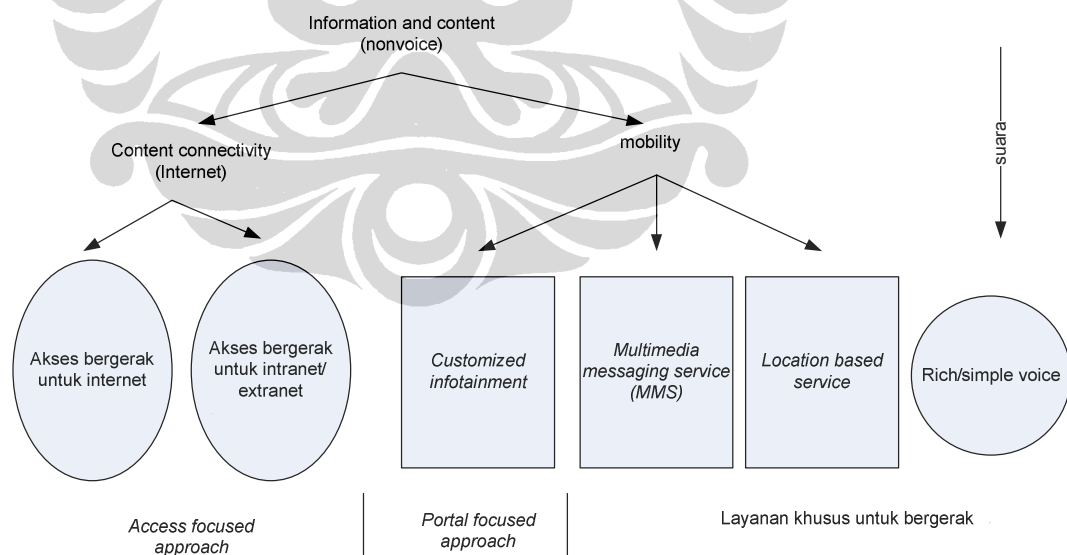 Information and content
(nonvoice)
suara
Content connectivity
(Internet)
mobility
Akses bergerak
untuk internet
Akses bergerak
untuk intranet/
extranet
Customized
infotainment
Multimedia
messaging service
(MMS)
Location based
service
Rich/simple voice
Access focused
approach
Portal focused
approach
Layanan khusus untuk bergerak